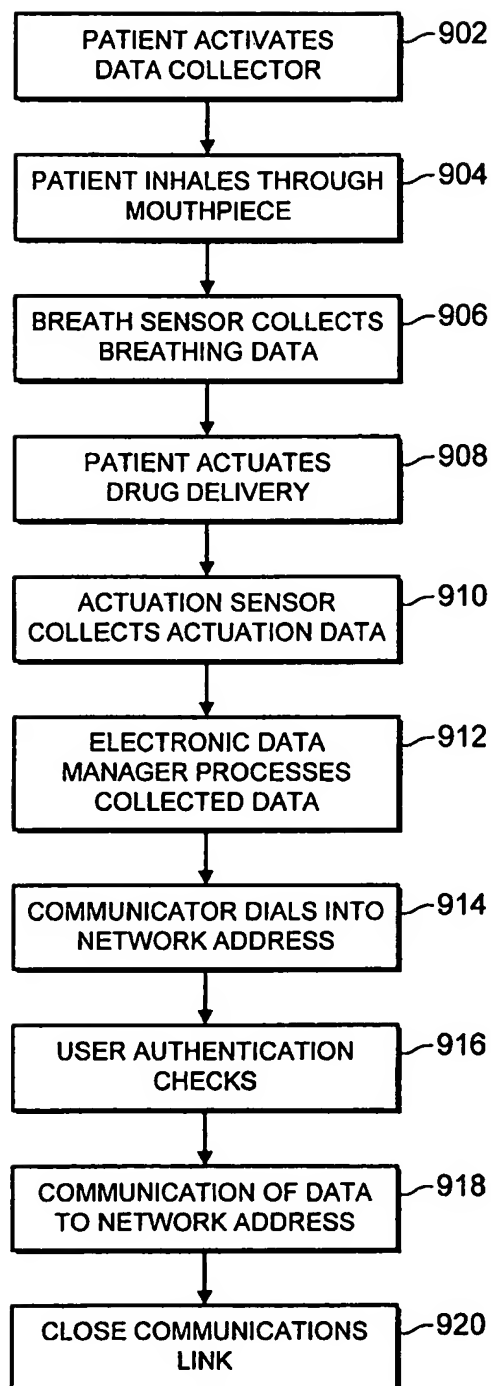 PATIENT ACTIVATES
DATA COLLECTOR
902
PATIENT INHALES THROUGH
MOUTHPIECE
904
BREATH SENSOR COLLECTS
BREATHING DATA
906
PATIENT ACTUATES
DRUG DELIVERY
908
ACTUATION SENSOR
COLLECTS ACTUATION DATA
910
ELECTRONIC DATA
MANAGER PROCESSES
COLLECTED DATA
912
COMMUNICATOR DIALS INTO
NETWORK ADDRESS
914
USER AUTHENTICATION
CHECKS
916
COMMUNICATION OF DATA
TO NETWORK ADDRESS
918
CLOSE COMMUNICATIONS
LINK
920